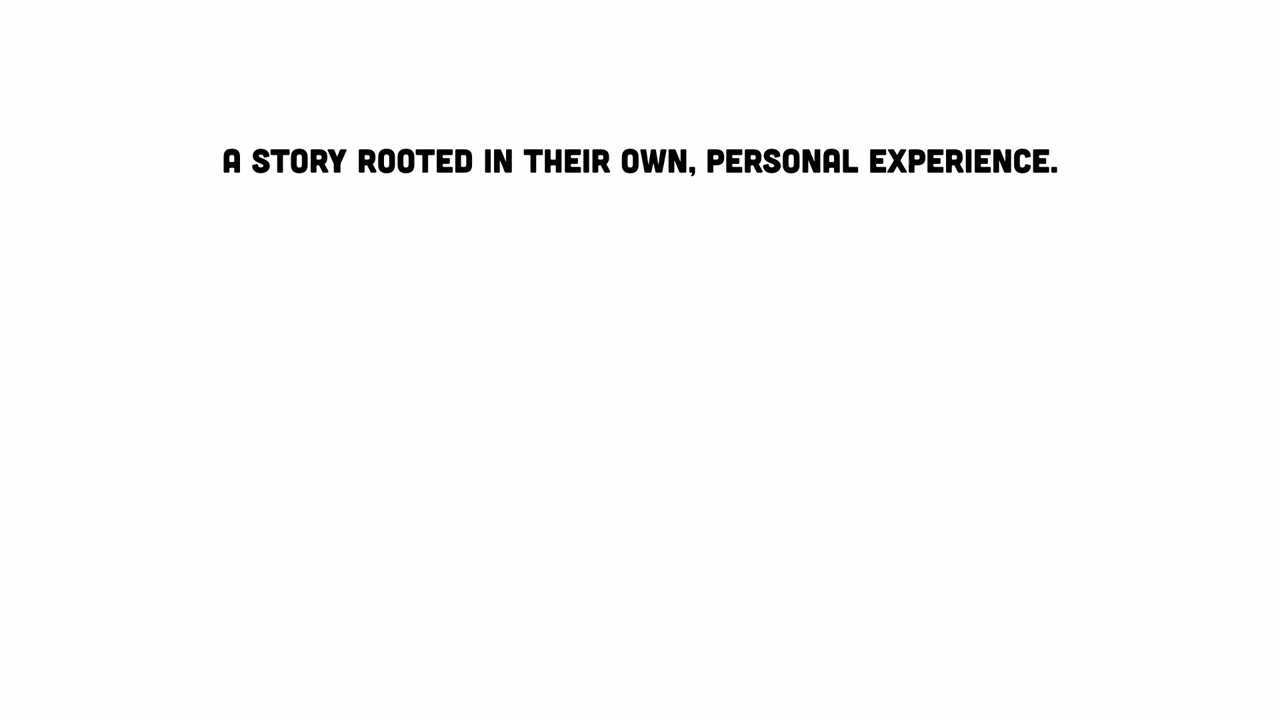 A STORY ROOTED IN THEIR OWN, PERSONAL EXPERIENCE.